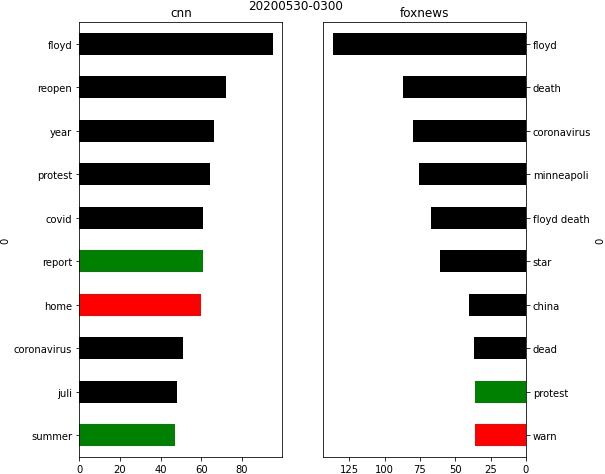 20200530-0300
cnn
foxnews
floyd
reopen
year
protest
covid
report
home
coronavirus
juli
summer
0
0 20 40 60 80
floyd
death
coronavirus
minneapoli
floyd death
star
china
dead
protest
warn
0
125 100 75 50 25 0